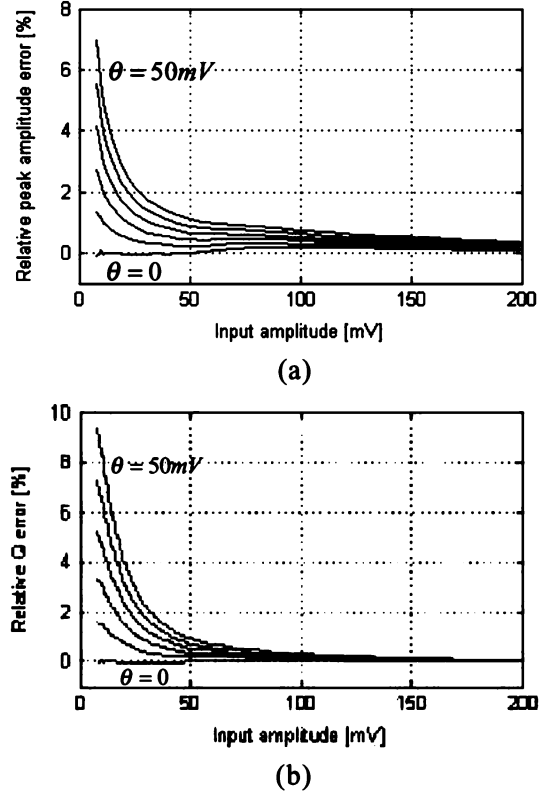 Relative peak amplitude error [%]
8
6
4
2
0
θ = 50mV
θ = 0
0
50
100
150
200
Input amplitude [mV]
(a)
Relative Q error [%]
10
8
6
4
2
0
θ = 50mV
θ = 0
0
50
100
150
200
Input amplitude [mV]
(b)